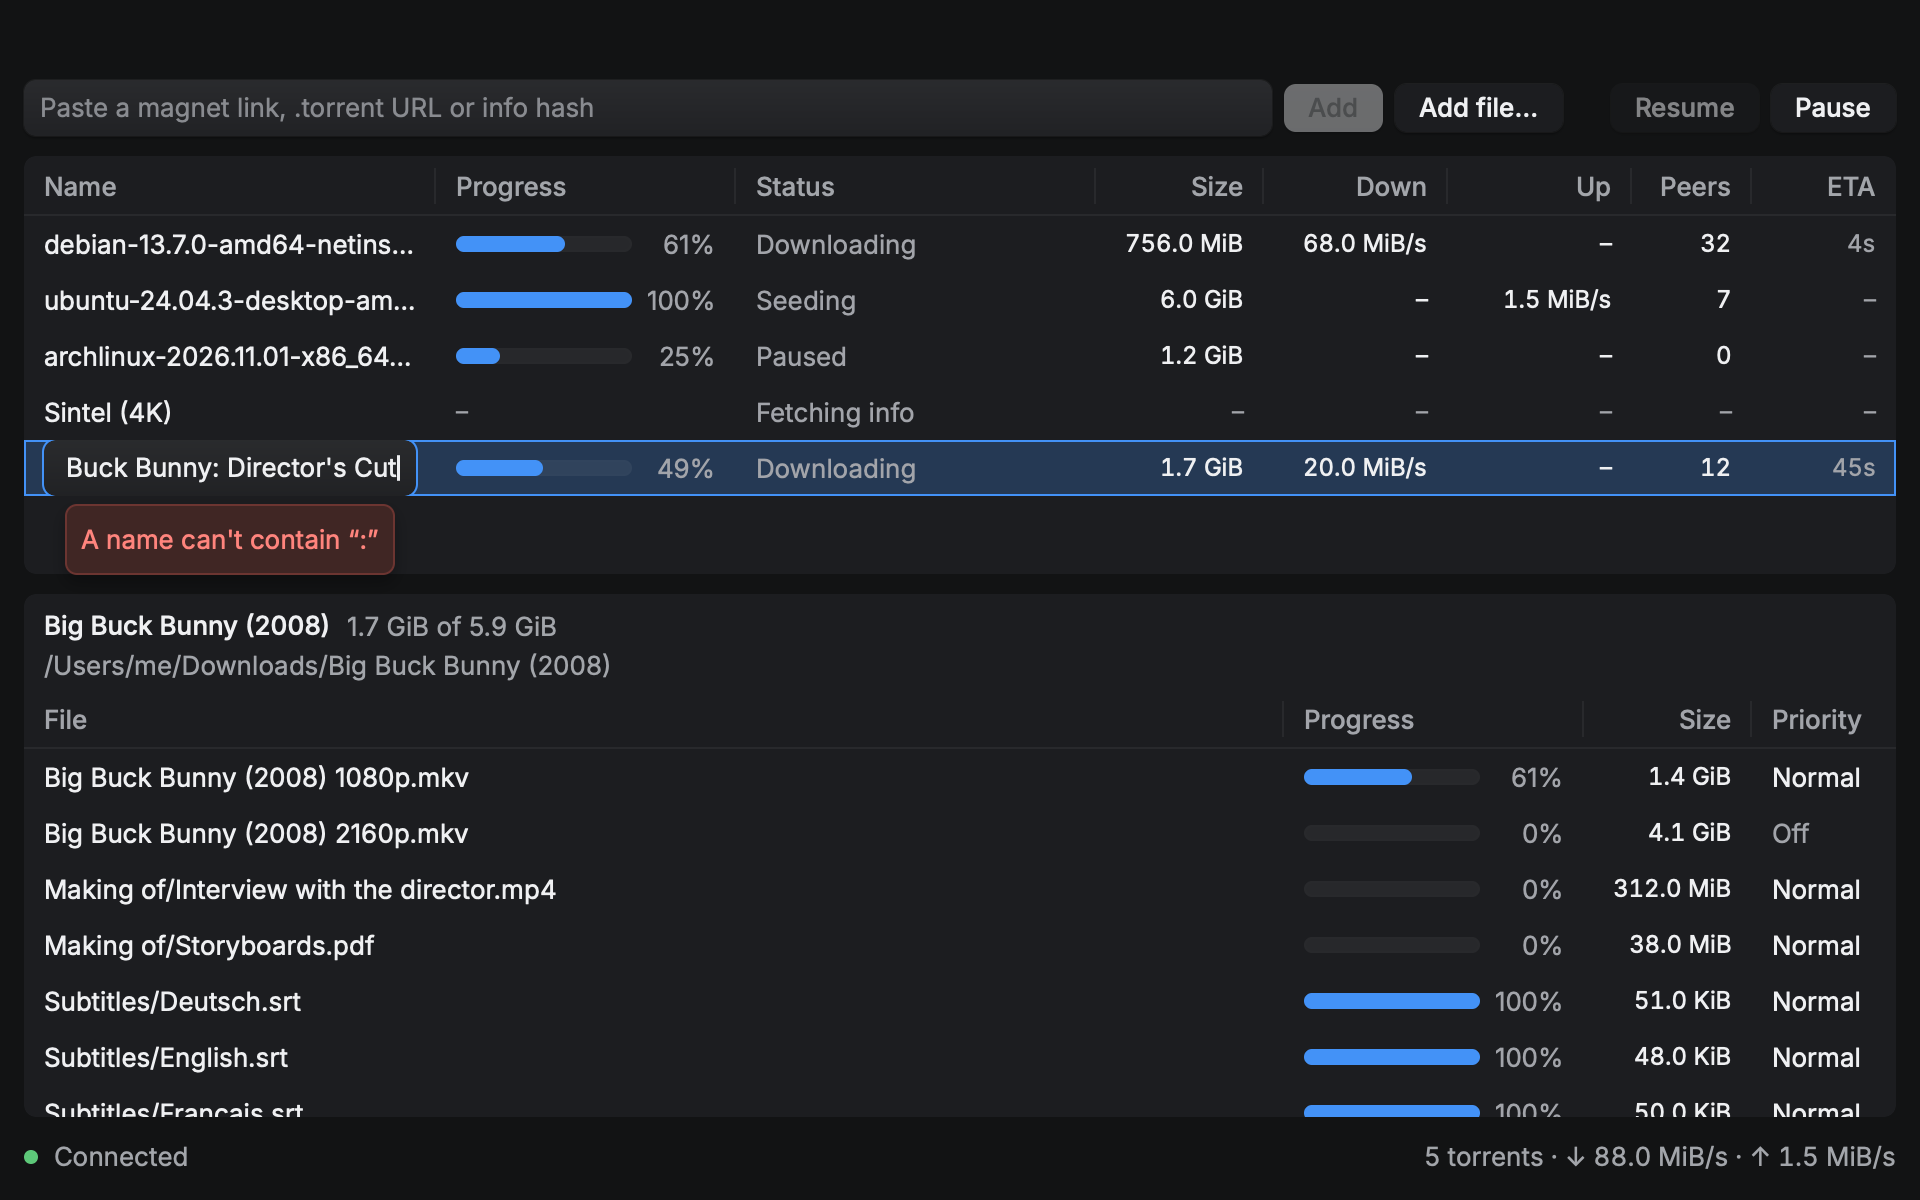 Paste a magnet link, .torrent URL or info hash Add Add file... Resume Pause
Name Progress Status Size Down Up Peers ETA
debian-13.7.0-amd64-netins... 61% Downloading 756.0 MiB 68.0 MiB/s – 32 4s
ubuntu-24.04.3-desktop-am... 100% Seeding 6.0 GiB – 1.5 MiB/s 7 –
archlinux-2026.11.01-x86_64... 25% Paused 1.2 GiB – – 0 –
Sintel (4K) – Fetching info – – – – –
Buck Bunny: Director's Cut 49% Downloading 1.7 GiB 20.0 MiB/s – 12 45s
A name can't contain “:”
Big Buck Bunny (2008) 1.7 GiB of 5.9 GiB
/Users/me/Downloads/Big Buck Bunny (2008)
File Progress Size Priority
Big Buck Bunny (2008) 1080p.mkv 61% 1.4 GiB Normal
Big Buck Bunny (2008) 2160p.mkv 0% 4.1 GiB Off
Making of/Interview with the director.mp4 0% 312.0 MiB Normal
Making of/Storyboards.pdf 0% 38.0 MiB Normal
Subtitles/Deutsch.srt 100% 51.0 KiB Normal
Subtitles/English.srt 100% 48.0 KiB Normal
Subtitles/Français.srt 100% 50.0 KiB Normal
Connected 5 torrents · ↓ 88.0 MiB/s · ↑ 1.5 MiB/s